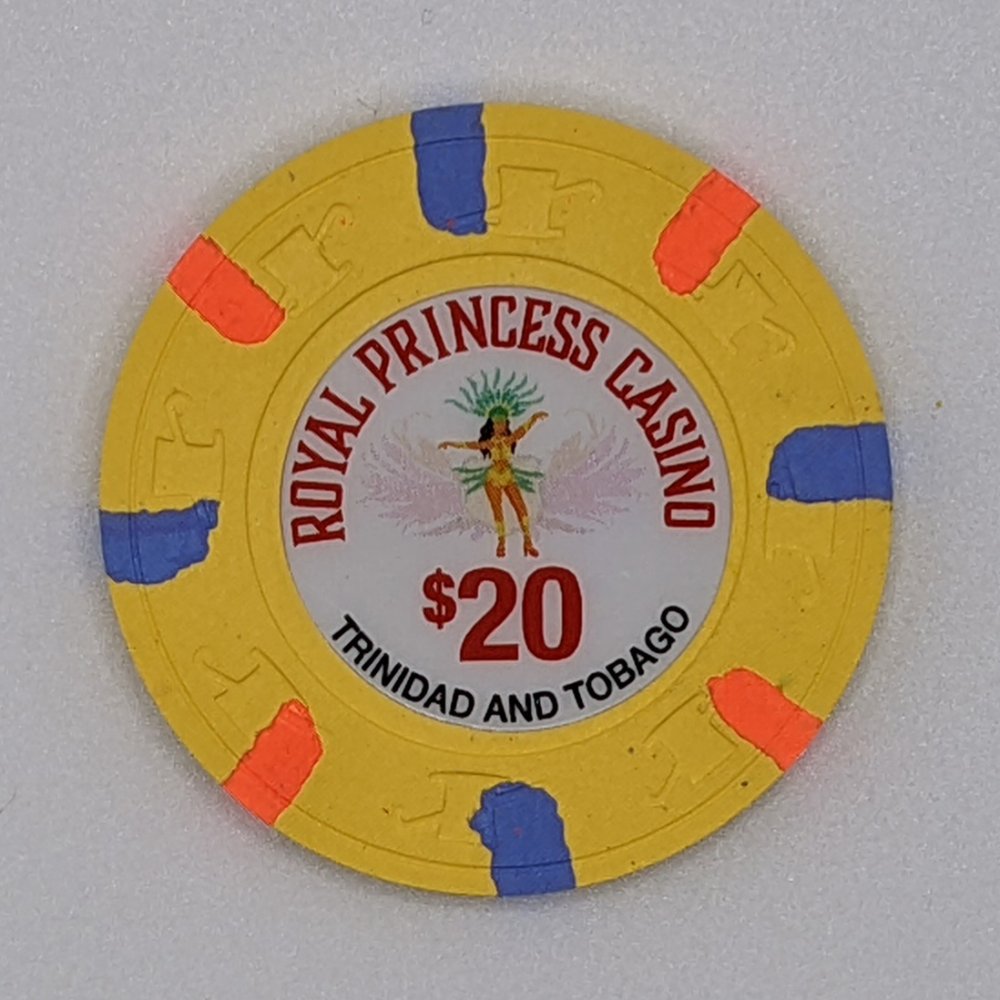 ROYAL PRINCESS CASINO
$20
TRINIDAD AND TOBAGO